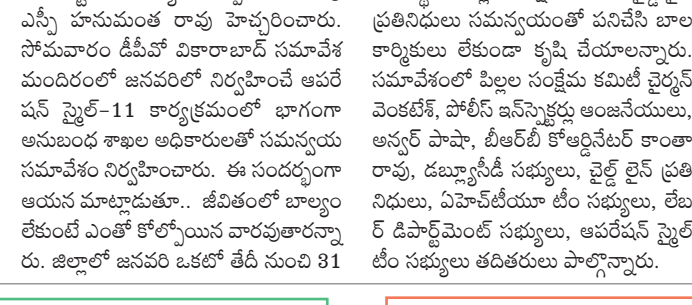 ఎస్పీ హనుమంత రావు హెచ్చరించారు.
సోమవారం డీపీవో వికారాబాద్ సమావేశ
మందిరంలో జనవరిలో నిర్వహించే ఆపరే
షన్ స్మైల్-11 కార్యక్రమంలో భాగంగా
అనుబంధ శాఖల అధికారులతో సమన్వయ
సమావేశం నిర్వహించారు. ఈ సందర్భంగా
ఆయన మాట్లాడుతూ.. జీవితంలో బాల్యం
లేకుంటే ఎంతో కోల్పోయిన వారవుతారన్నా
రు. జిల్లాలో జనవరి ఒకటో తేదీ నుంచి 31
ప్రతినిధులు సమన్వయంతో పనిచేసి బాల
కార్మికులు లేకుండా కృషి చేయాలన్నారు.
సమావేశంలో పిల్లల సంక్షేమ కమిటీ చైర్మన్
వెంకటేశ్, పోలీస్ ఇన్‌స్పెక్టర్లు ఆంజనేయులు,
అన్వర్ పాషా, బీఆర్‌బీ కోఆర్డినేటర్ కాంతా
రావు, డబ్ల్యూసీడీ సభ్యులు, చైల్డ్ లైన్ ప్రతి
నిధులు, ఏహెచ్‌టీయూ టీం సభ్యులు, లేబ
ర్ డిపార్ట్‌మెంట్ సభ్యులు, ఆపరేషన్ స్మైల్
టీం సభ్యులు తదితరులు పాల్గొన్నారు.